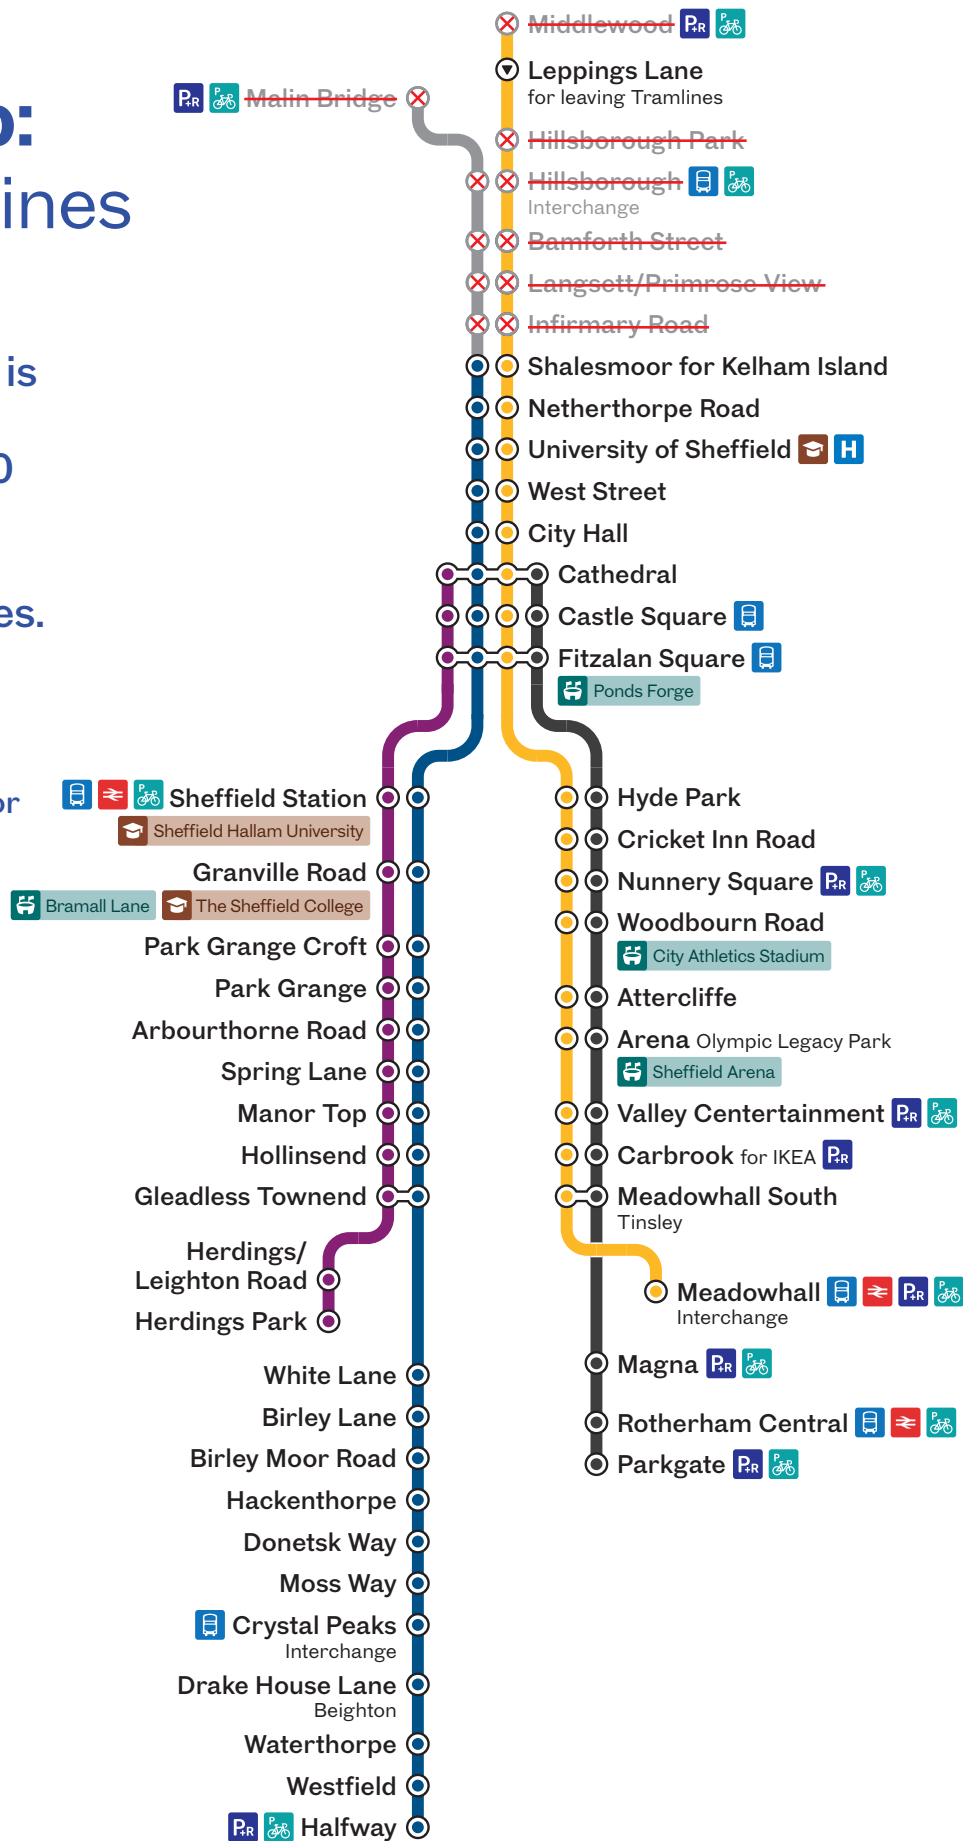 Middlewood
Leppings Lane
for leaving Tramlines
Malin Bridge
Hillsborough Park
Hillsborough
Interchange
Bamforth Street
Langsett/Primrose View
Infirmary Road
Shalesmoor for Kelham Island
Netherthorpe Road
University of Sheffield H
West Street
City Hall
Cathedral
Castle Square
Fitzalan Square
Ponds Forge
ines
is
es.
or
Sheffield Station
Sheffield Hallam University
Granville Road
Bramall Lane The Sheffield College
Park Grange Croft
Park Grange
Arbourthorne Road
Spring Lane
Manor Top
Hollinsend
Gleadless Townend
Herdings/
Leighton Road
Herdings Park
White Lane
Birley Lane
Birley Moor Road
Hackenthorpe
Donetsk Way
Moss Way
Crystal Peaks
Interchange
Drake House Lane
Beighton
Waterthorpe
Westfield
P+R Halfway
Hyde Park
Cricket Inn Road
Nunnery Square P+R
Woodbourn Road
City Athletics Stadium
Attercliffe
Arena Olympic Legacy Park
Sheffield Arena
Valley Centertainment P+R
Carbrook for IKEA P+R
Meadowhall South
Tinsley
Meadowhall P+R
Interchange
Magna P+R
Rotherham Central
Parkgate P+R